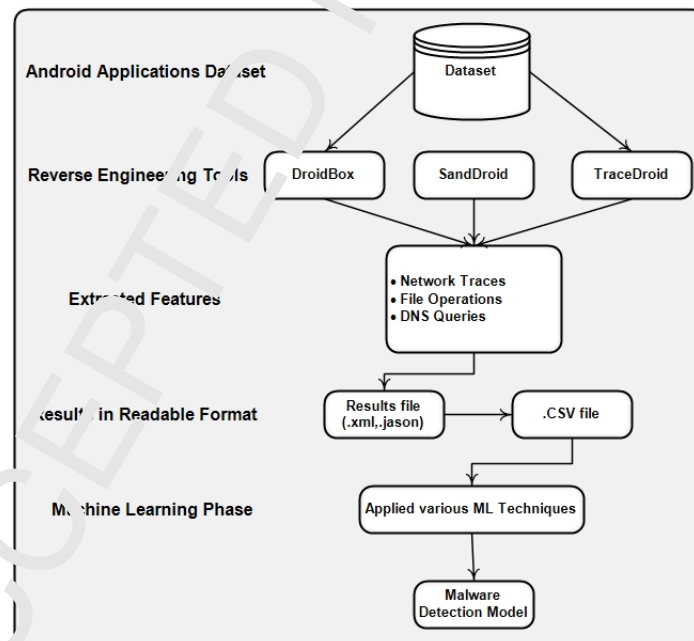 Android Applications Dataset
Dataset
Reverse Engineering Tools
DroidBox
SandDroid
TraceDroid
Extracted Features
• Network Traces
• File Operations
• DNS Queries
Results in Readable Format
Results file
(.xml,.jason)
.CSV file
Machine Learning Phase
Applied various ML Techniques
Malware
Detection Model
CCEPTED